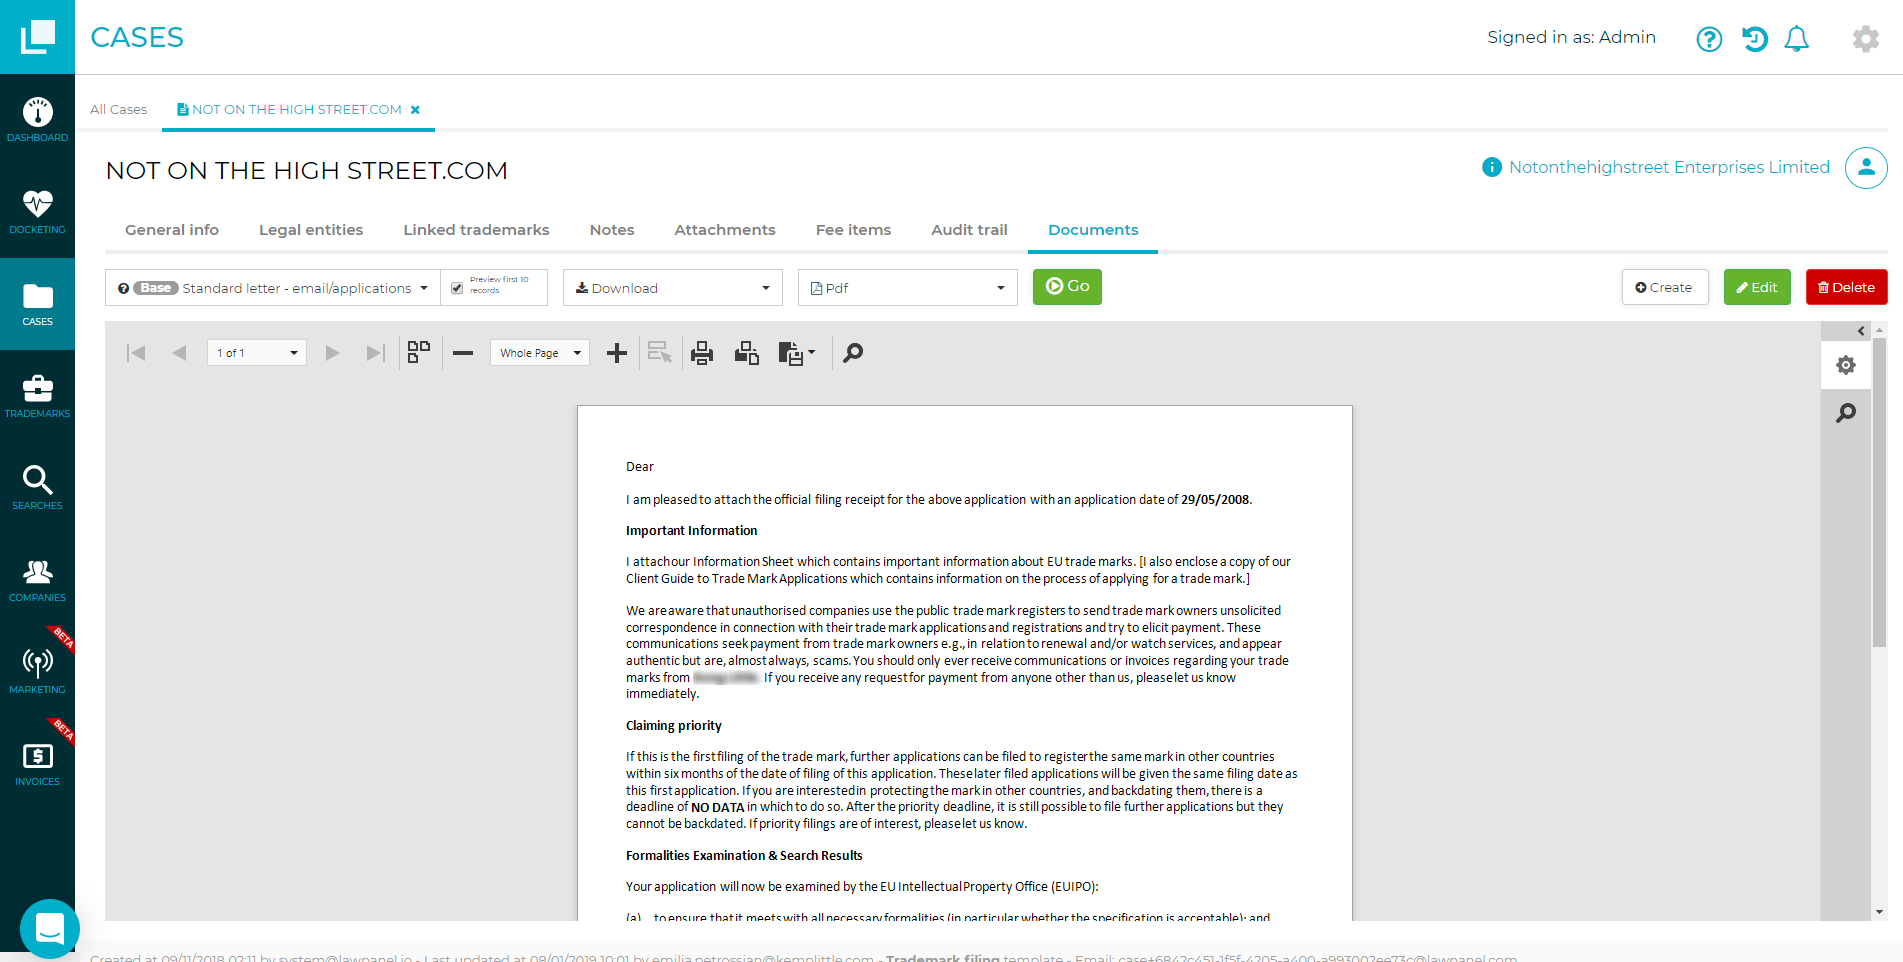 CASES
Signed in as: Admin
All Cases
NOT ON THE HIGH STREET.COM
DASHBOARD
NOT ON THE HIGH STREET.COM
Notonthehighstreet Enterprises Limited
DOCKETING
General info Legal entities Linked trademarks Notes Attachments Fee items Audit trail Documents
Base Standard letter - email/applications
Preview first 10
records
Download
Pdf
Go
Create
Edit
Delete
CASES
1 of 1
Whole Page
TRADEMARKS
SEARCHES
COMPANIES
BETA
MARKETING
BETA
INVOICES
Dear
I am pleased to attach the official filing receipt for the above application with an application date of 29/05/2008.
Important Information
I attach our Information Sheet which contains important information about EU trade marks. [I also enclose a copy of our
Client Guide to Trade Mark Applications which contains information on the process of applying for a trade mark.]
We are aware that unauthorised companies use the public trade mark registers to send trade mark owners unsolicited
correspondence in connection with their trade mark applications and registrations and try to elicit payment. These
communications seek payment from trade mark owners e.g., in relation to renewal and/or watch services, and appear
authentic but are, almost always, scams. You should only ever receive communications or invoices regarding your trade
marks from If you receive any request for payment from anyone other than us, please let us know
immediately.
Claiming priority
If this is the first filing of the trade mark, further applications can be filed to register the same mark in other countries
within six months of the date of filing of this application. These later filed applications will be given the same filing date as
this first application. If you are interested in protecting the mark in other countries, and backdating them, there is a
deadline of NO DATA in which to do so. After the priority deadline, it is still possible to file further applications but they
cannot be backdated. If priority filings are of interest, please let us know.
Formalities Examination & Search Results
Your application will now be examined by the EU Intellectual Property Office (EUIPO):
(a) to ensure that it meets with all necessary formalities (in particular whether the specification is acceptable); and
Created at 09/11/2018 02:11 by system@lawpanel.io - Last updated at 08/01/2019 10:01 by emilia.petrossian@kemplittle.com - Trademark filing template - Email: case+6842c451-1f5f-4205-a400-a993002ee73c@lawpanel.com